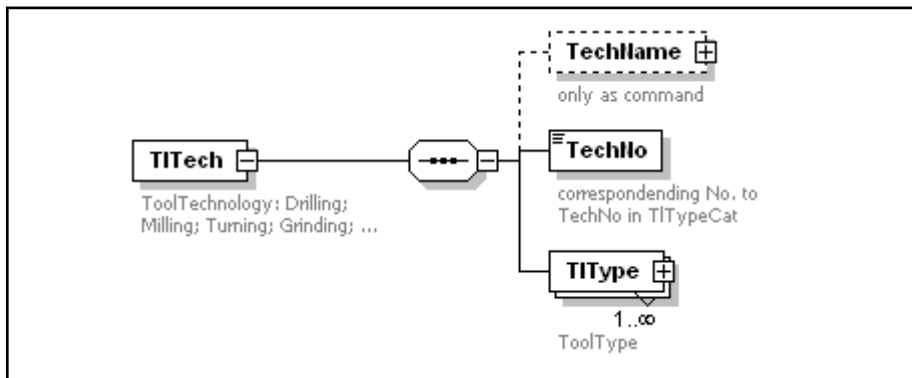 TechName
only as command
TlTech
ToolTechnology: Drilling;
Milling; Turning; Grinding; ...
TechNo
correspondending No. to
TechNo in TlTypeCat
TlType
1..∞
ToolType